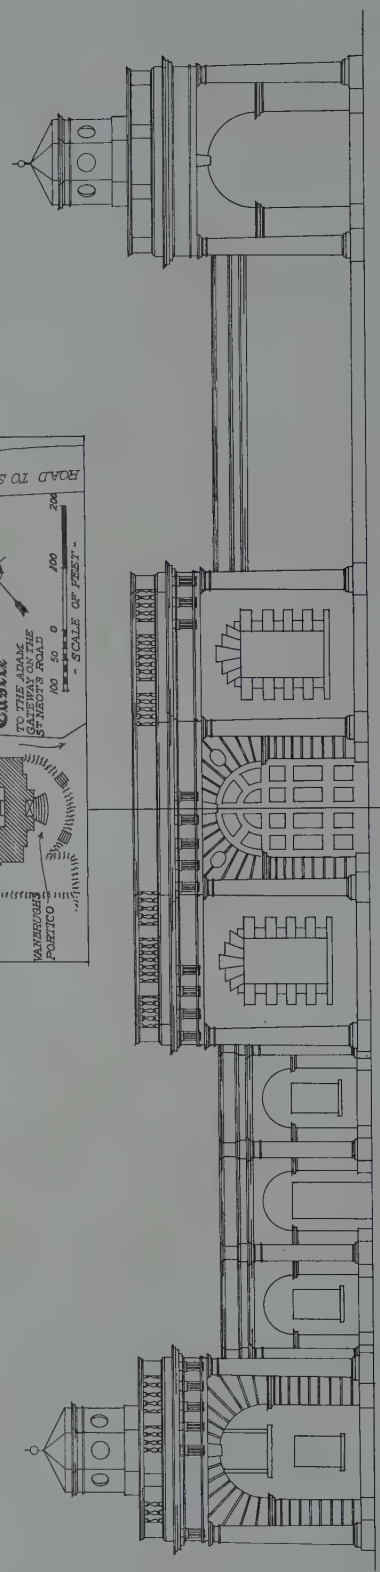 ROAD TO S
TO THE ADAM
GATEWAY ON THE
ST NEOT'S ROAD
100 50 0 100 200
- SCALE OF FEET -
VANBRUGHS
PORTICO